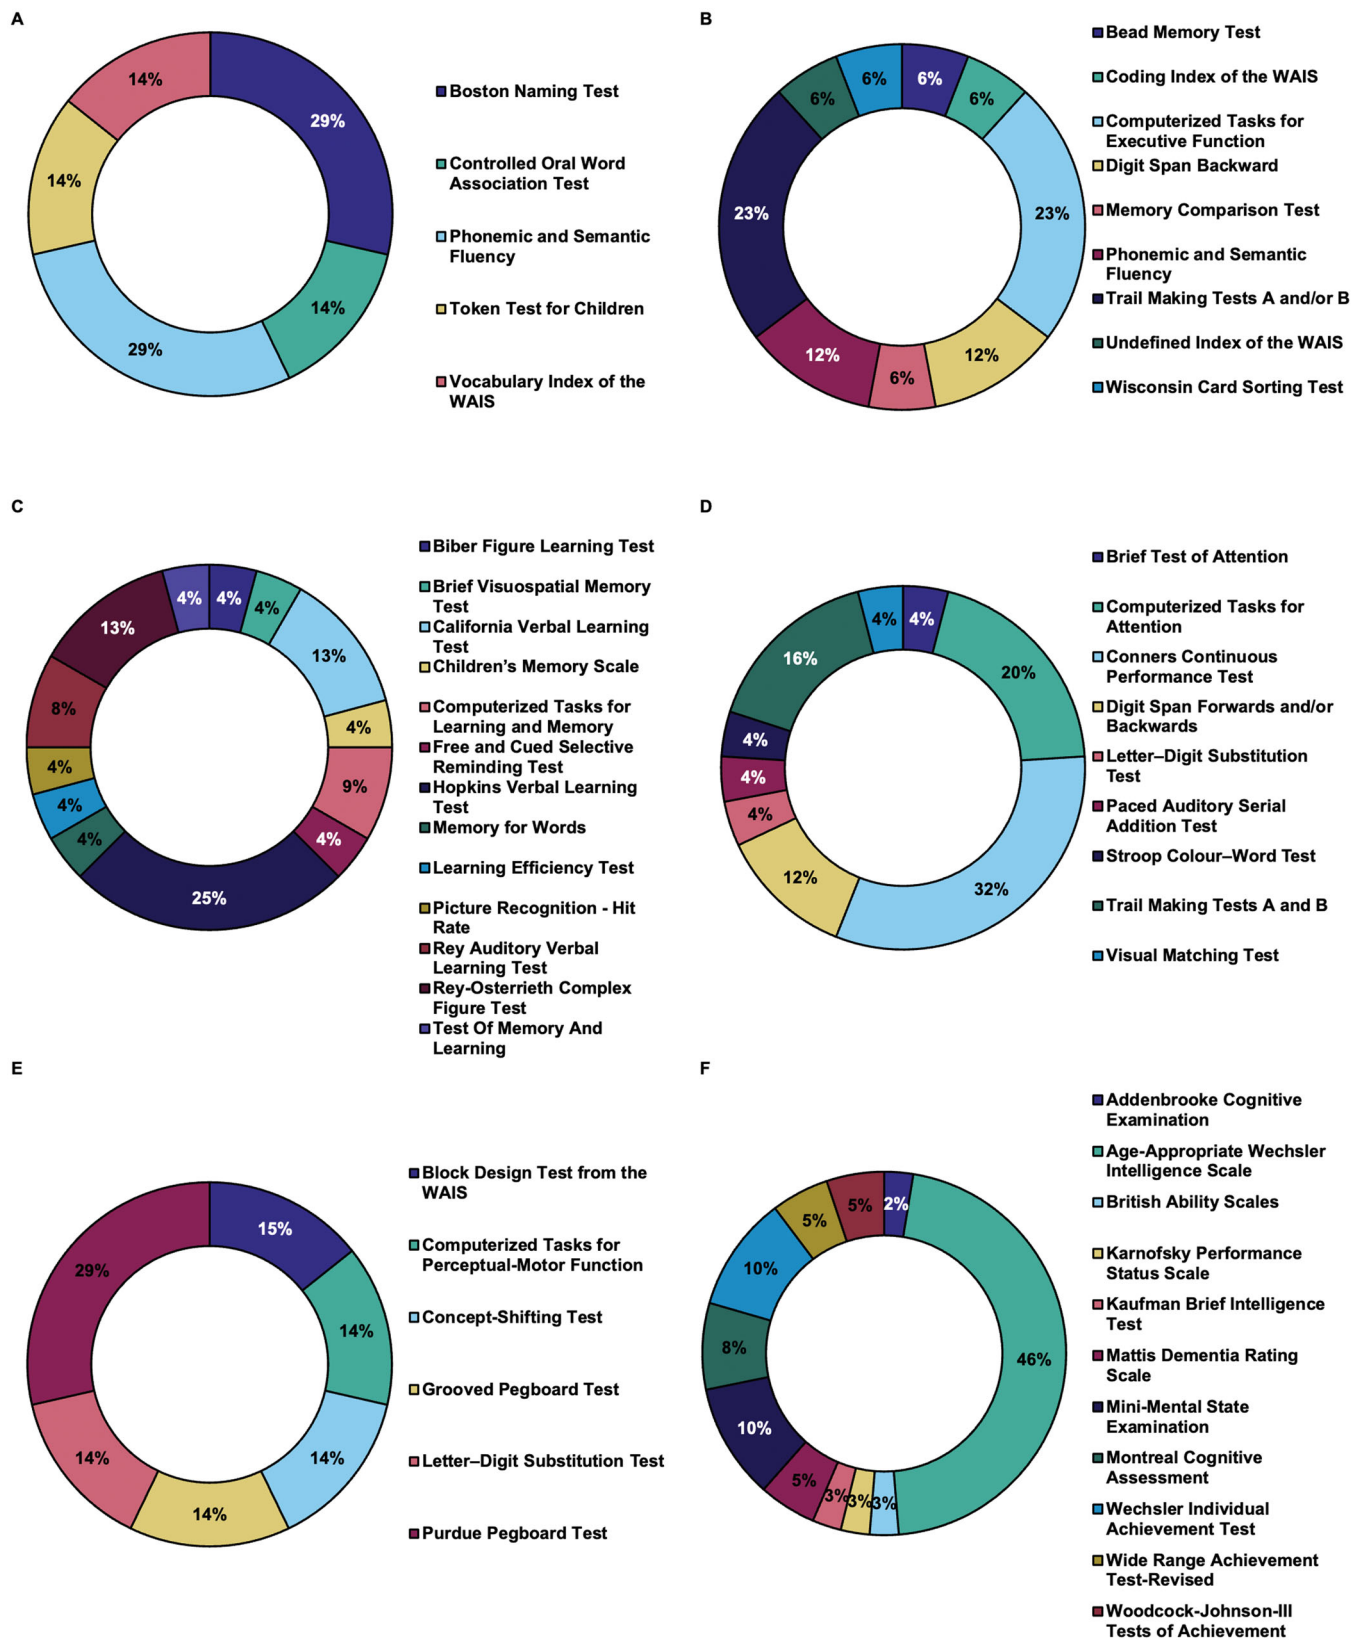 A
14%
29%
14%
29%
14%
Boston Naming Test
Controlled Oral Word
Association Test
Phonemic and Semantic
Fluency
Token Test for Children
Vocabulary Index of the
WAIS
B
6%
6%
6%
6%
23%
23%
12%
12%
6%
Bead Memory Test
Coding Index of the WAIS
Computerized Tasks for
Executive Function
Digit Span Backward
Memory Comparison Test
Phonemic and Semantic
Fluency
Trail Making Tests A and/or B
Undefined Index of the WAIS
Wisconsin Card Sorting Test
C
4%
4%
4%
13%
13%
8%
4%
4%
9%
4%
4%
4%
25%
Biber Figure Learning Test
Brief Visuospatial Memory
Test
California Verbal Learning
Test
Children’s Memory Scale
Computerized Tasks for
Learning and Memory
Free and Cued Selective
Reminding Test
Hopkins Verbal Learning
Test
Memory for Words
Learning Efficiency Test
Picture Recognition - Hit
Rate
Rey Auditory Verbal
Learning Test
Rey-Osterrieth Complex
Figure Test
Test Of Memory And
Learning
D
4%
4%
16%
20%
4%
4%
4%
12%
32%
Brief Test of Attention
Computerized Tasks for
Attention
Conners Continuous
Performance Test
Digit Span Forwards and/or
Backwards
Letter–Digit Substitution
Test
Paced Auditory Serial
Addition Test
Stroop Colour–Word Test
Trail Making Tests A and B
Visual Matching Test
E
15%
29%
14%
14%
14%
14%
Block Design Test from the
WAIS
Computerized Tasks for
Perceptual-Motor Function
Concept-Shifting Test
Grooved Pegboard Test
Letter–Digit Substitution Test
Purdue Pegboard Test
F
5%
2%
5%
10%
8%
46%
10%
5%
3%
3%
3%
Addenbrooke Cognitive
Examination
Age-Appropriate Wechsler
Intelligence Scale
British Ability Scales
Karnofsky Performance
Status Scale
Kaufman Brief Intelligence
Test
Mattis Dementia Rating
Scale
Mini-Mental State
Examination
Montreal Cognitive
Assessment
Wechsler Individual
Achievement Test
Wide Range Achievement
Test-Revised
Woodcock-Johnson-III
Tests of Achievement